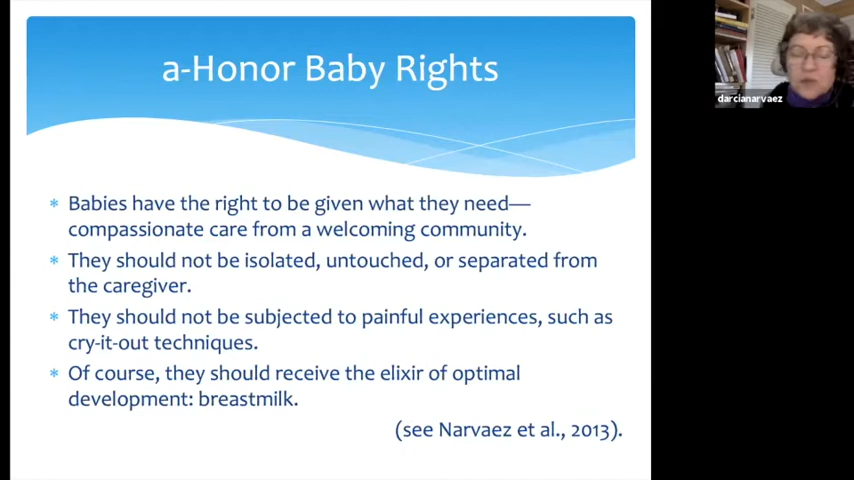 a-Honor Baby Rights
darcianarvaez
* Babies have the right to be given what they need—
compassionate care from a welcoming community.
* They should not be isolated, untouched, or separated from
the caregiver.
* They should not be subjected to painful experiences, such as
cry-it-out techniques.
* Of course, they should receive the elixir of optimal
development: breastmilk.
(see Narvaez et al., 2013).